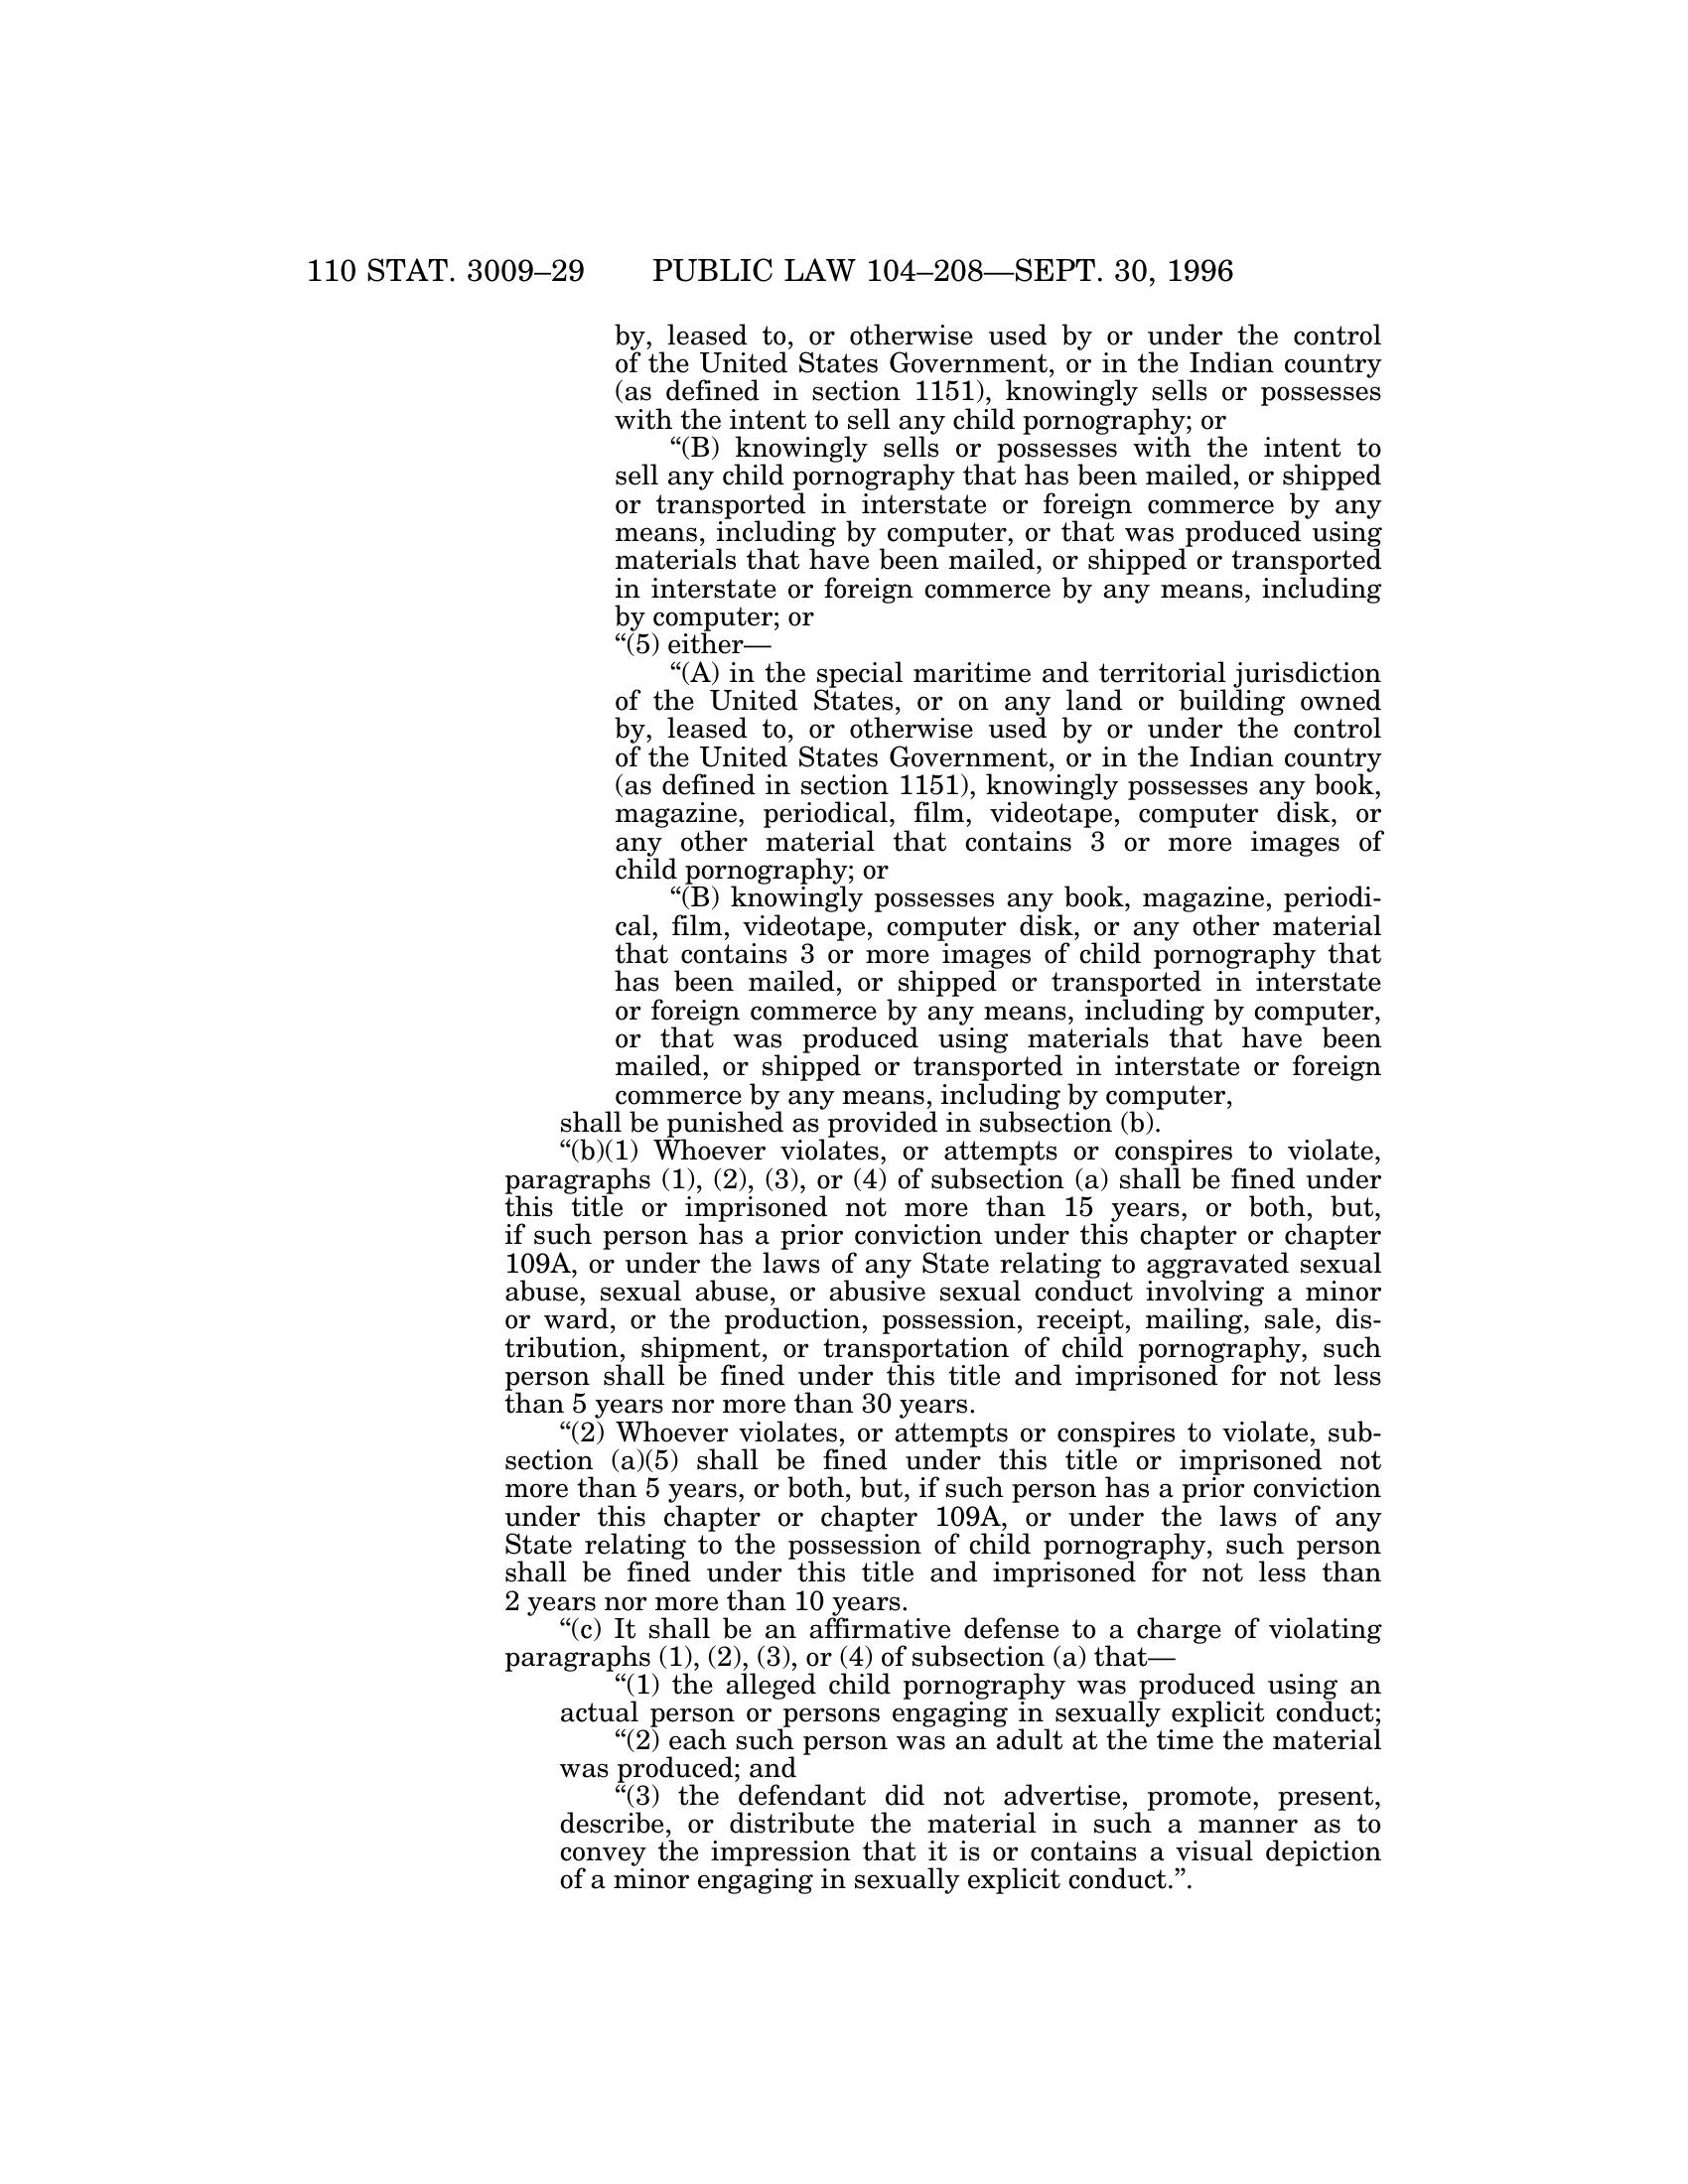 110 STAT. 3009–29 PUBLIC LAW 104–208—SEPT. 30, 1996
by, leased to, or otherwise used by or under the control
of the United States Government, or in the Indian country
(as defined in section 1151), knowingly sells or possesses
with the intent to sell any child pornography; or
“(B) knowingly sells or possesses with the intent to
sell any child pornography that has been mailed, or shipped
or transported in interstate or foreign commerce by any
means, including by computer, or that was produced using
materials that have been mailed, or shipped or transported
in interstate or foreign commerce by any means, including
by computer; or
“(5) either—
“(A) in the special maritime and territorial jurisdiction
of the United States, or on any land or building owned
by, leased to, or otherwise used by or under the control
of the United States Government, or in the Indian country
(as defined in section 1151), knowingly possesses any book,
magazine, periodical, film, videotape, computer disk, or
any other material that contains 3 or more images of
child pornography; or
“(B) knowingly possesses any book, magazine, periodi-
cal, film, videotape, computer disk, or any other material
that contains 3 or more images of child pornography that
has been mailed, or shipped or transported in interstate
or foreign commerce by any means, including by computer,
or that was produced using materials that have been
mailed, or shipped or transported in interstate or foreign
commerce by any means, including by computer,
shall be punished as provided in subsection (b).
“(b)(1) Whoever violates, or attempts or conspires to violate,
paragraphs (1), (2), (3), or (4) of subsection (a) shall be fined under
this title or imprisoned not more than 15 years, or both, but,
if such person has a prior conviction under this chapter or chapter
109A, or under the laws of any State relating to aggravated sexual
abuse, sexual abuse, or abusive sexual conduct involving a minor
or ward, or the production, possession, receipt, mailing, sale, dis-
tribution, shipment, or transportation of child pornography, such
person shall be fined under this title and imprisoned for not less
than 5 years nor more than 30 years.
“(2) Whoever violates, or attempts or conspires to violate, sub-
section (a)(5) shall be fined under this title or imprisoned not
more than 5 years, or both, but, if such person has a prior conviction
under this chapter or chapter 109A, or under the laws of any
State relating to the possession of child pornography, such person
shall be fined under this title and imprisoned for not less than
2 years nor more than 10 years.
“(c) It shall be an affirmative defense to a charge of violating
paragraphs (1), (2), (3), or (4) of subsection (a) that—
“(1) the alleged child pornography was produced using an
actual person or persons engaging in sexually explicit conduct;
“(2) each such person was an adult at the time the material
was produced; and
“(3) the defendant did not advertise, promote, present,
describe, or distribute the material in such a manner as to
convey the impression that it is or contains a visual depiction
of a minor engaging in sexually explicit conduct.”.